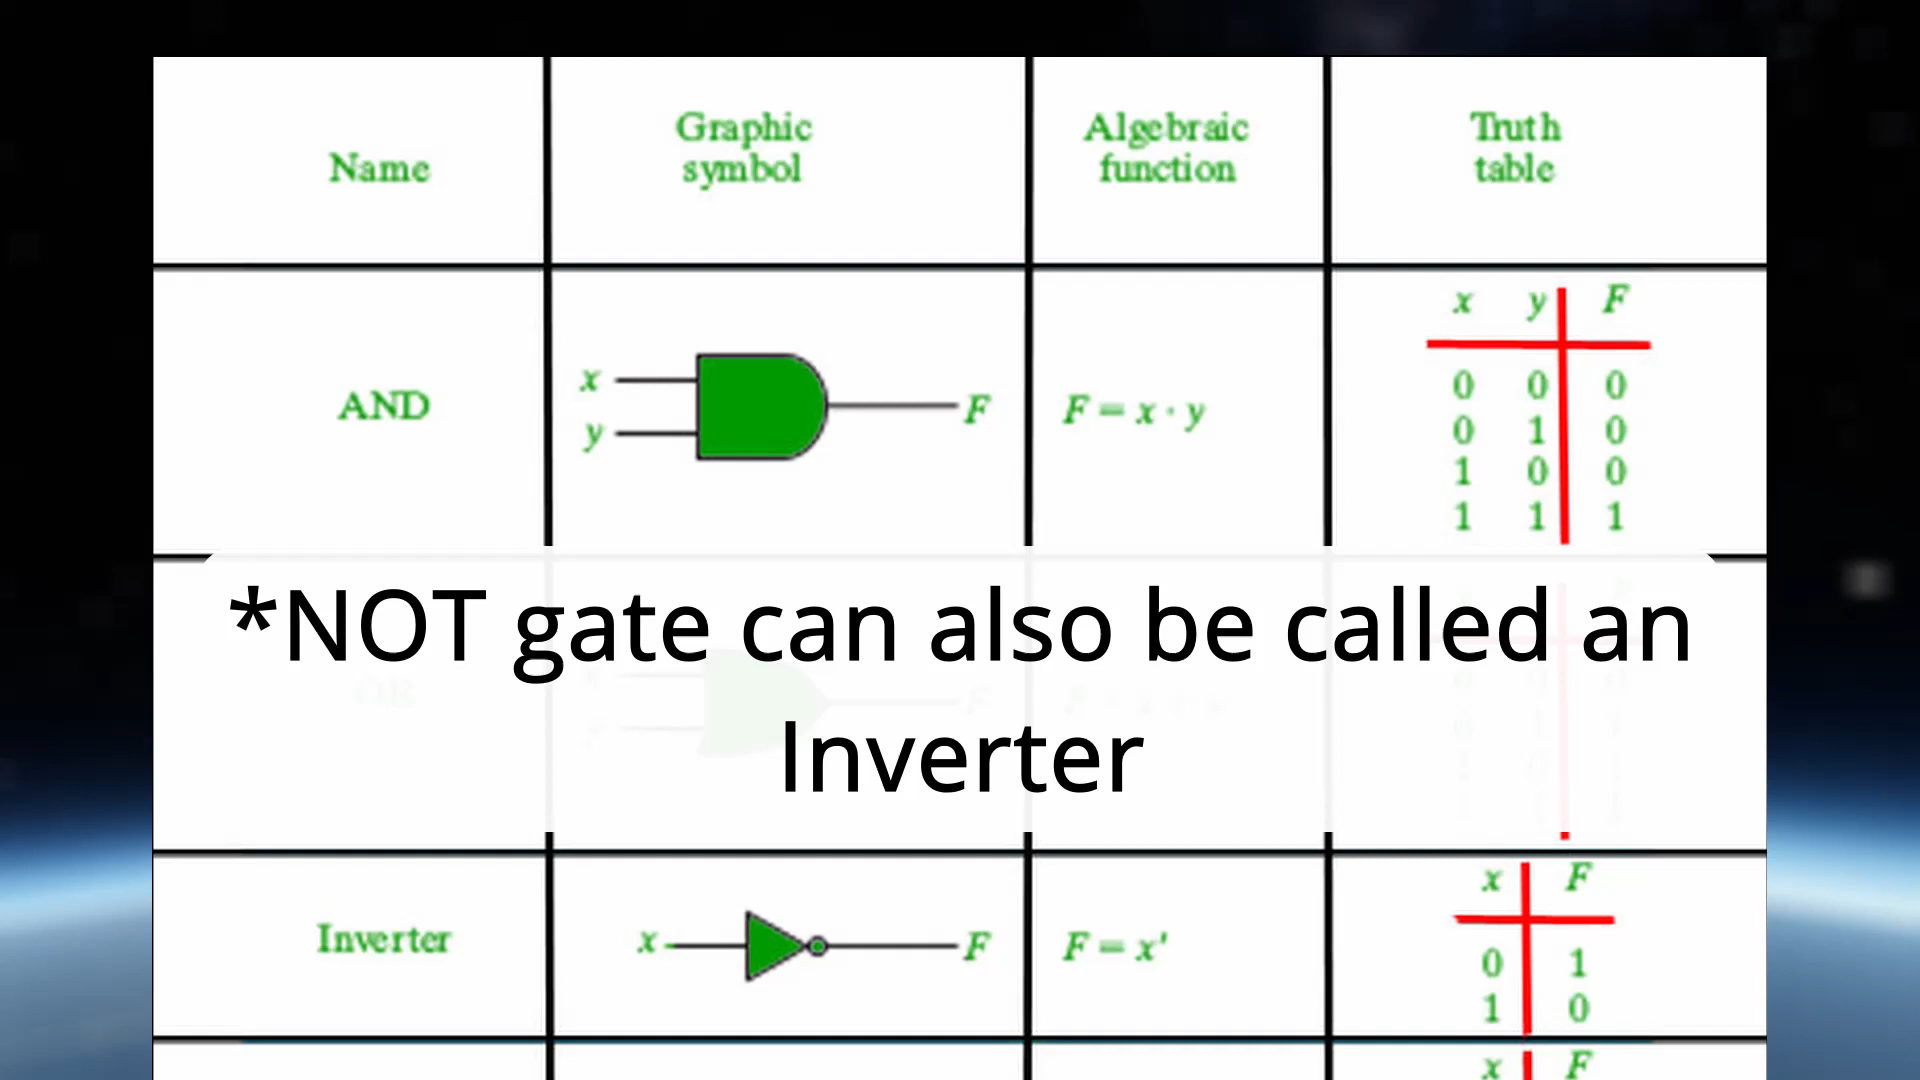 Name
Graphic
symbol
Algebraic
function
Truth
table
AND
x
y
F
F = x · y
x y F
0 0 0
0 1 0
1 0 0
1 1 1
*NOT gate can also be called an
Inverter
OR
Inverter
x
F
F = x'
x F
0 1
1 0
x F